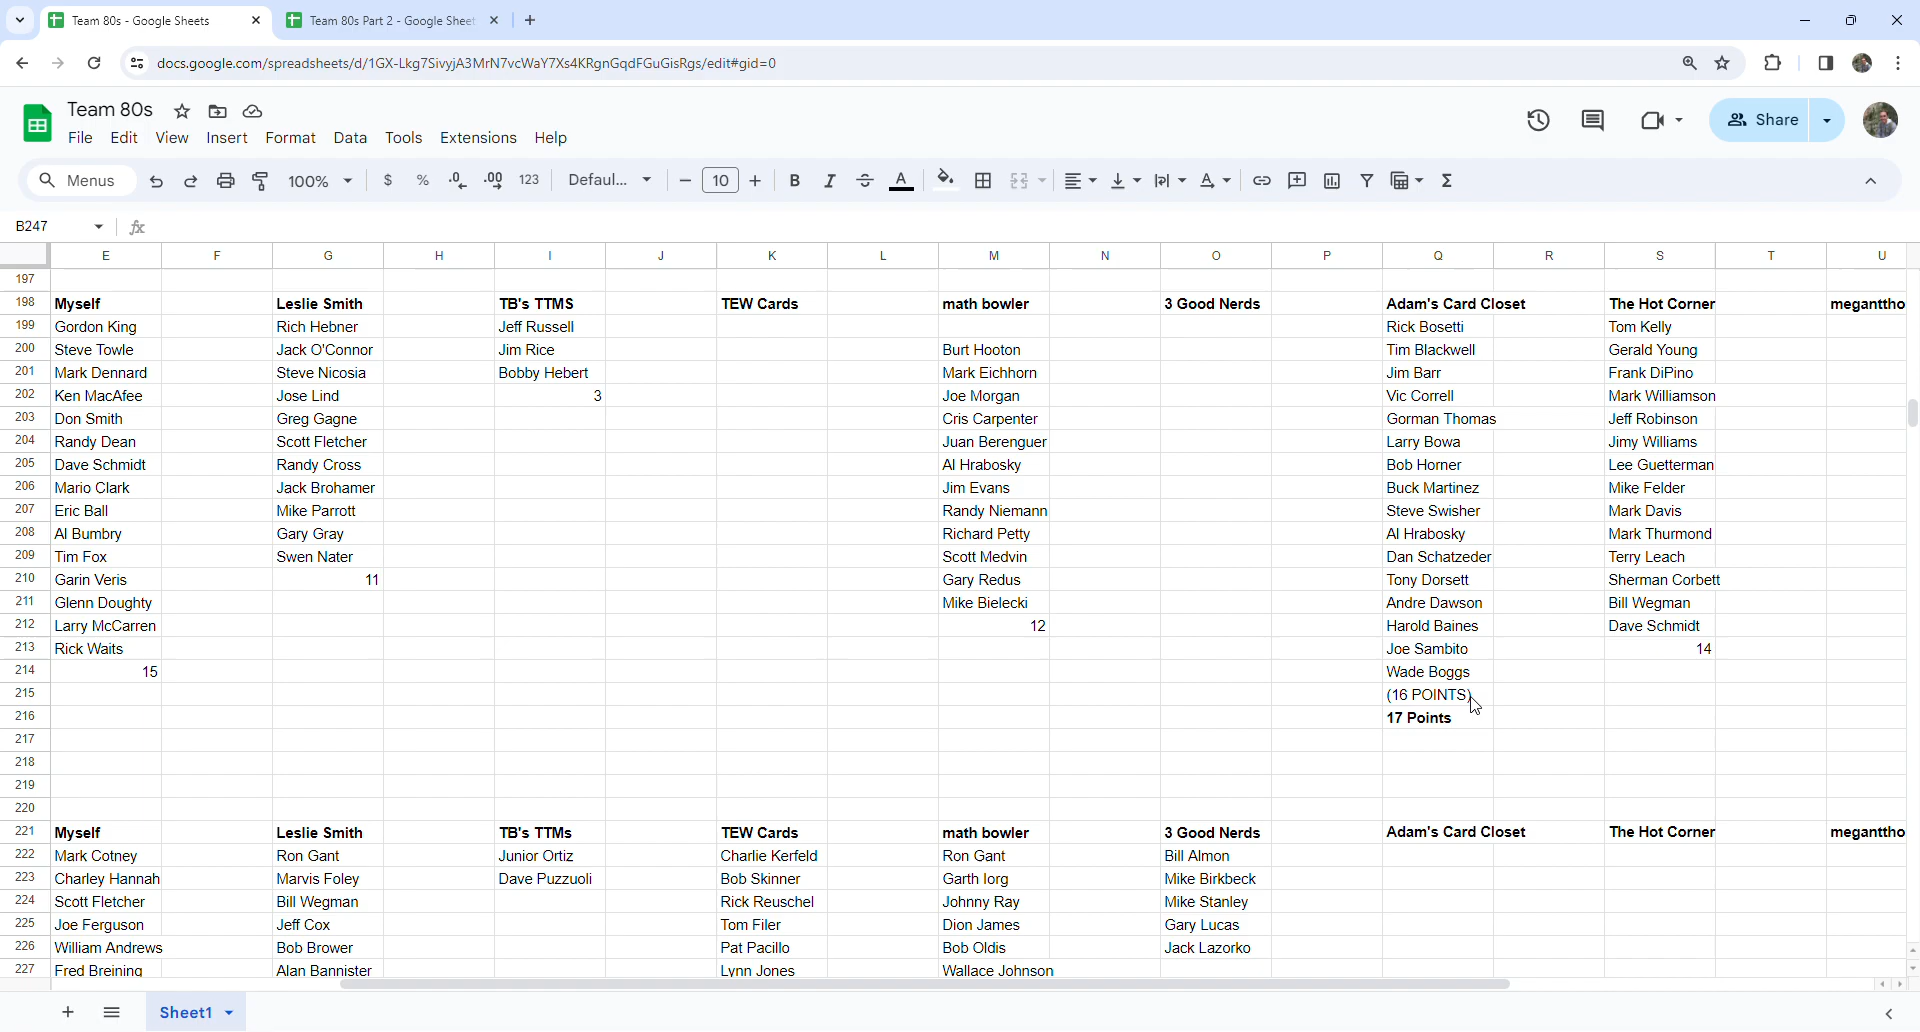 Team 80s - Google Sheets
Team 80s Part 2 - Google Sheet
docs.google.com/spreadsheets/d/1GX-Lkg7SivyjA3MrN7vcWaY7Xs4KRgnGqdFGuGisRgs/edit#gid=0
Team 80s
File Edit View Insert Format Data Tools Extensions Help
Share
Menus 100% $ % .0 .00 123 Defaul... 10 B I A Σ
B247 fx
E F G H I J K L M N O P Q R S T U
197
198 Myself Leslie Smith TB's TTMS TEW Cards math bowler 3 Good Nerds Adam's Card Closet The Hot Corner meganttho
199 Gordon King Rich Hebner Jeff Russell Rick Bosetti Tom Kelly
200 Steve Towle Jack O'Connor Jim Rice Burt Hooton Tim Blackwell Gerald Young
201 Mark Dennard Steve Nicosia Bobby Hebert Mark Eichhorn Jim Barr Frank DiPino
202 Ken MacAfee Jose Lind 3 Joe Morgan Vic Correll Mark Williamson
203 Don Smith Greg Gagne Cris Carpenter Gorman Thomas Jeff Robinson
204 Randy Dean Scott Fletcher Juan Berenguer Larry Bowa Jimy Williams
205 Dave Schmidt Randy Cross Al Hrabosky Bob Horner Lee Guetterman
206 Mario Clark Jack Brohamer Jim Evans Buck Martinez Mike Felder
207 Eric Ball Mike Parrott Randy Niemann Steve Swisher Mark Davis
208 Al Bumbry Gary Gray Richard Petty Al Hrabosky Mark Thurmond
209 Tim Fox Swen Nater Scott Medvin Dan Schatzeder Terry Leach
210 Garin Veris 11 Gary Redus Tony Dorsett Sherman Corbett
211 Glenn Doughty Mike Bielecki Andre Dawson Bill Wegman
212 Larry McCarren 12 Harold Baines Dave Schmidt
213 Rick Waits Joe Sambito 14
214 15 Wade Boggs
215 (16 POINTS)
216 17 Points
217
218
219
220
221 Myself Leslie Smith TB's TTMs TEW Cards math bowler 3 Good Nerds Adam's Card Closet The Hot Corner meganttho
222 Mark Cotney Ron Gant Junior Ortiz Charlie Kerfeld Ron Gant Bill Almon
223 Charley Hannah Marvis Foley Dave Puzzuoli Bob Skinner Garth Iorg Mike Birkbeck
224 Scott Fletcher Bill Wegman Rick Reuschel Johnny Ray Mike Stanley
225 Joe Ferguson Jeff Cox Tom Filer Dion James Gary Lucas
226 William Andrews Bob Brower Pat Pacillo Bob Oldis Jack Lazorko
227 Fred Breining Alan Bannister Lynn Jones Wallace Johnson
Sheet1